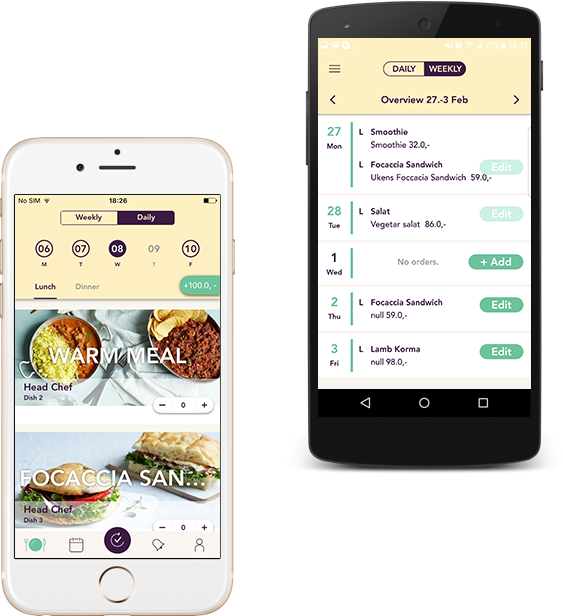 No SIM
18:26
Weekly Daily
06 07 08 09 10
M T W T F
Lunch Dinner +100.0, -
WARM MEAL
Head Chef
Dish 2
− 0 +
FOCACCIA SAN...
Head Chef
Dish 3
− 0 +
72% 18:32
DAILY WEEKLY
Overview 27.-3 Feb
27 L Smoothie
Mon Smoothie 32.0,-
L Focaccia Sandwich Edit
Ukens Foccacia Sandwich 59.0,-
28 L Salat Edit
Tue Vegetar salat 86.0,-
1 No orders. + Add
Wed
2 L Focaccia Sandwich Edit
Thu null 59.0,-
3 L Lamb Korma Edit
Fri null 98.0,-